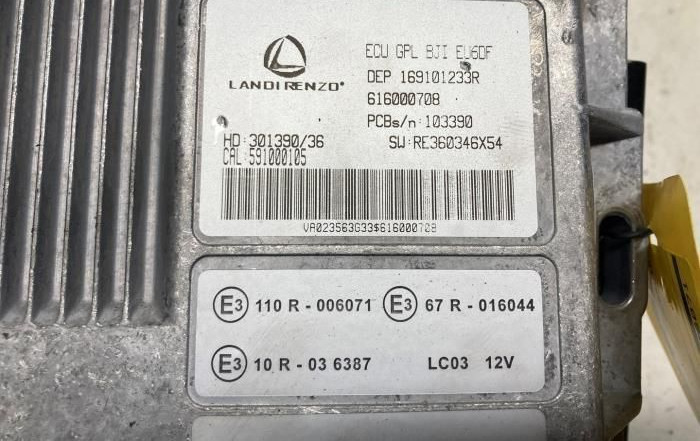 ECU GPL BJI EU6DF
LANDIRENZO®
DEP 169101233R
616000708
PCBs/n:103390
HD:301390/36 SW:RE360346X54
CAL:591000105
VA023563G33$616000708
E3 110 R - 006071 E3 67 R - 016044
E3 10 R - 03 6387 LC03 12V